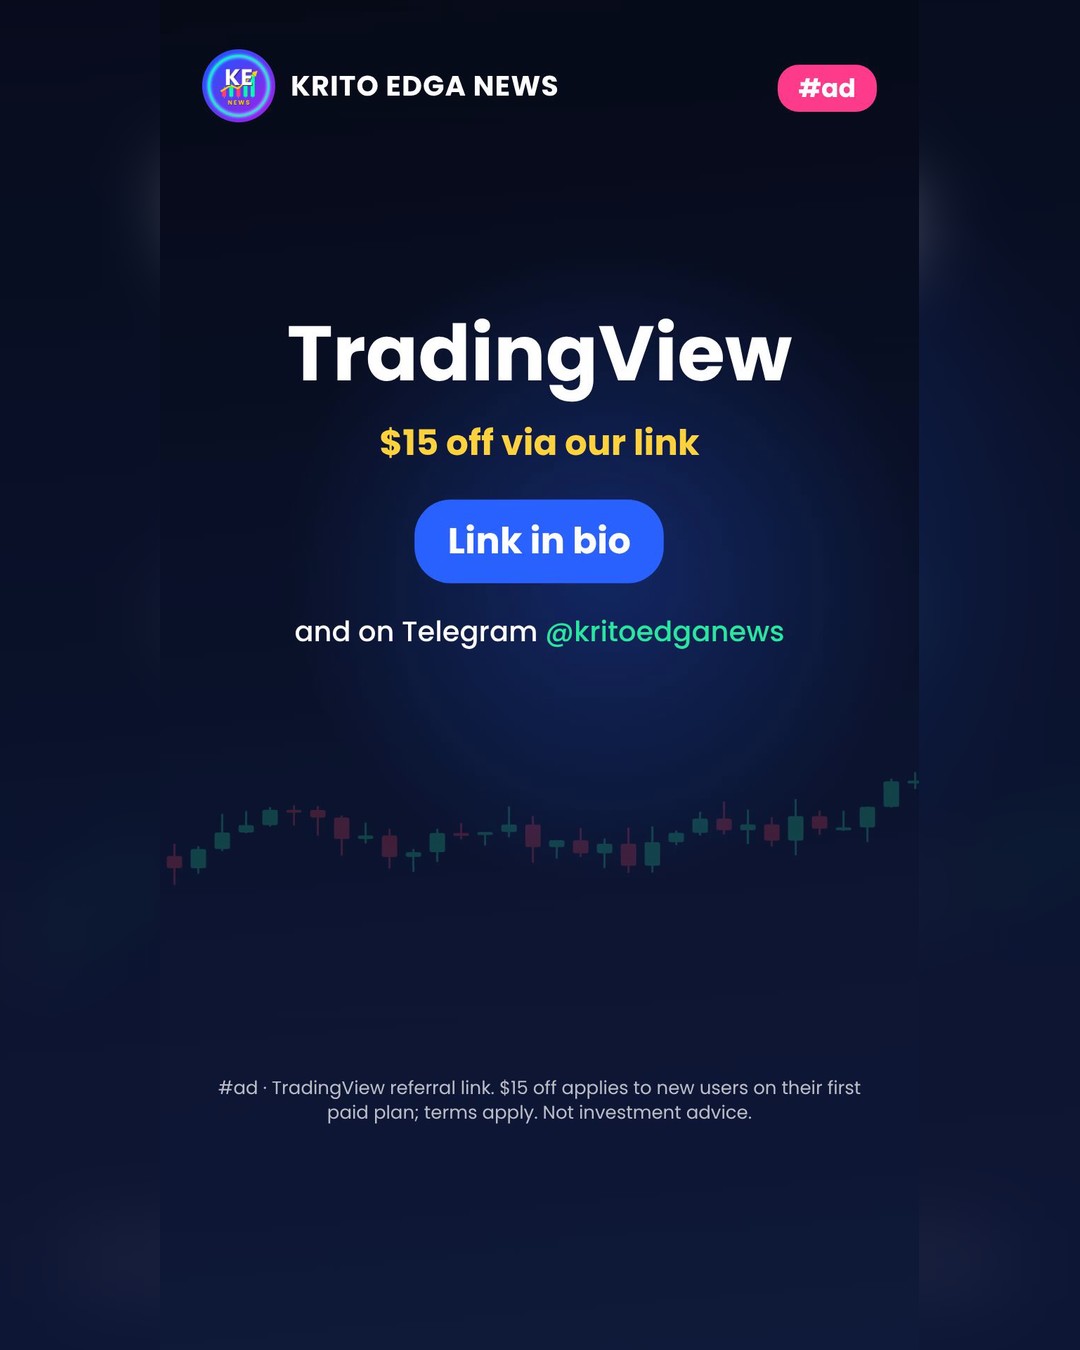 KE
NEWS
KRITO EDGA NEWS
#ad
TradingView
$15 off via our link
Link in bio
and on Telegram @kritoedganews
#ad · TradingView referral link. $15 off applies to new users on their first
paid plan; terms apply. Not investment advice.